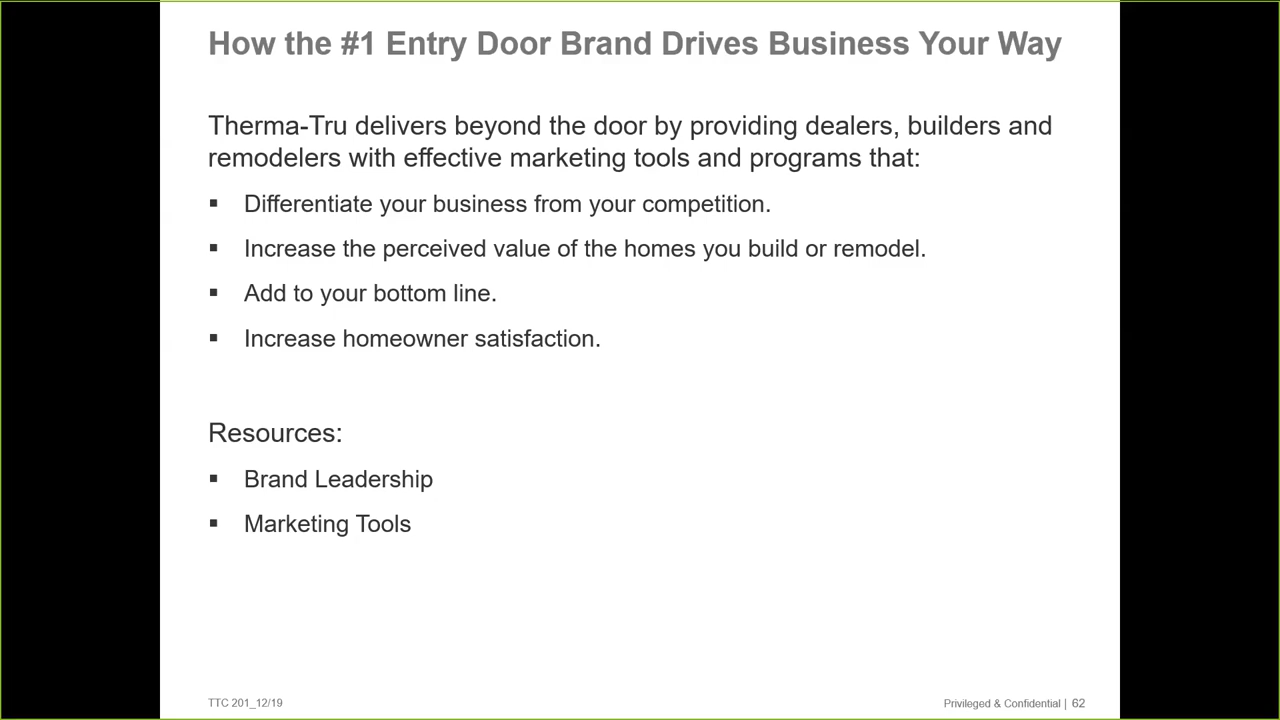 How the #1 Entry Door Brand Drives Business Your Way
Therma-Tru delivers beyond the door by providing dealers, builders and
remodelers with effective marketing tools and programs that:
▪ Differentiate your business from your competition.
▪ Increase the perceived value of the homes you build or remodel.
▪ Add to your bottom line.
▪ Increase homeowner satisfaction.
Resources:
▪ Brand Leadership
▪ Marketing Tools
TTC 201_12/19
Privileged & Confidential | 62